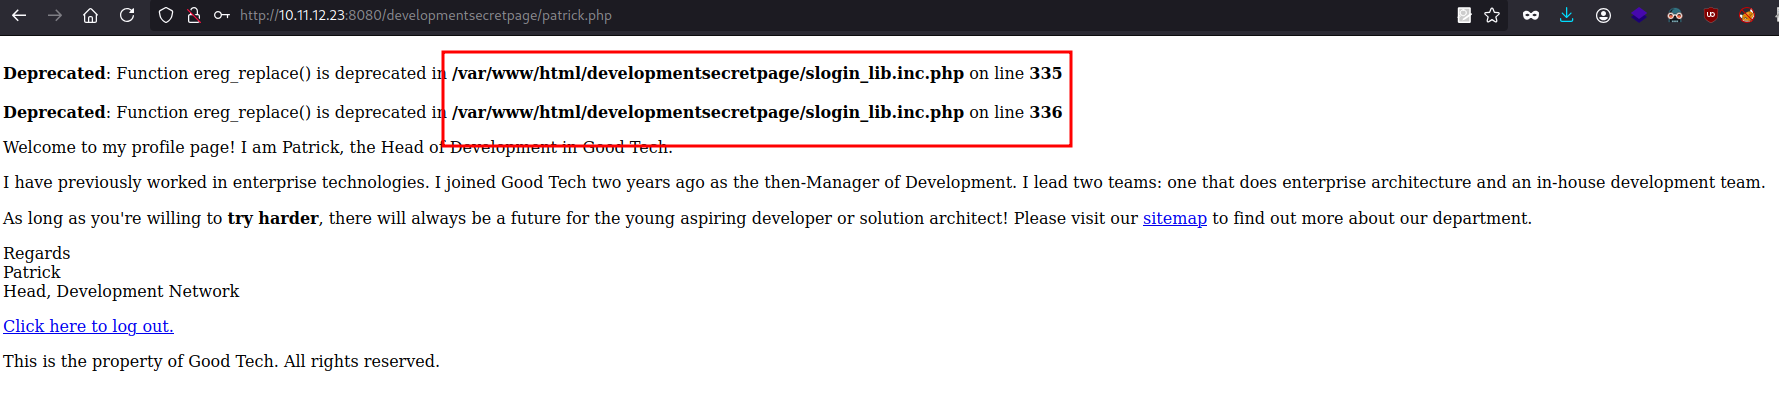 http://10.11.12.23:8080/developmentsecretpage/patrick.php
Deprecated: Function ereg_replace() is deprecated in /var/www/html/developmentsecretpage/slogin_lib.inc.php on line 335
Deprecated: Function ereg_replace() is deprecated in /var/www/html/developmentsecretpage/slogin_lib.inc.php on line 336
Welcome to my profile page! I am Patrick, the Head of Development in Good Tech.
I have previously worked in enterprise technologies. I joined Good Tech two years ago as the then-Manager of Development. I lead two teams: one that does enterprise architecture and an in-house development team.
As long as you're willing to try harder, there will always be a future for the young aspiring developer or solution architect! Please visit our sitemap to find out more about our department.
Regards
Patrick
Head, Development Network
Click here to log out.
This is the property of Good Tech. All rights reserved.